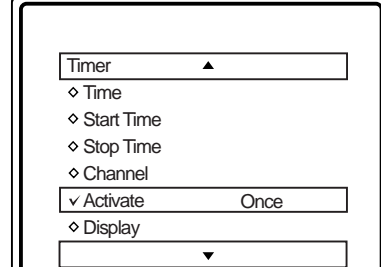 Timer
Time
Start Time
Stop Time
Channel
Activate Once
Display